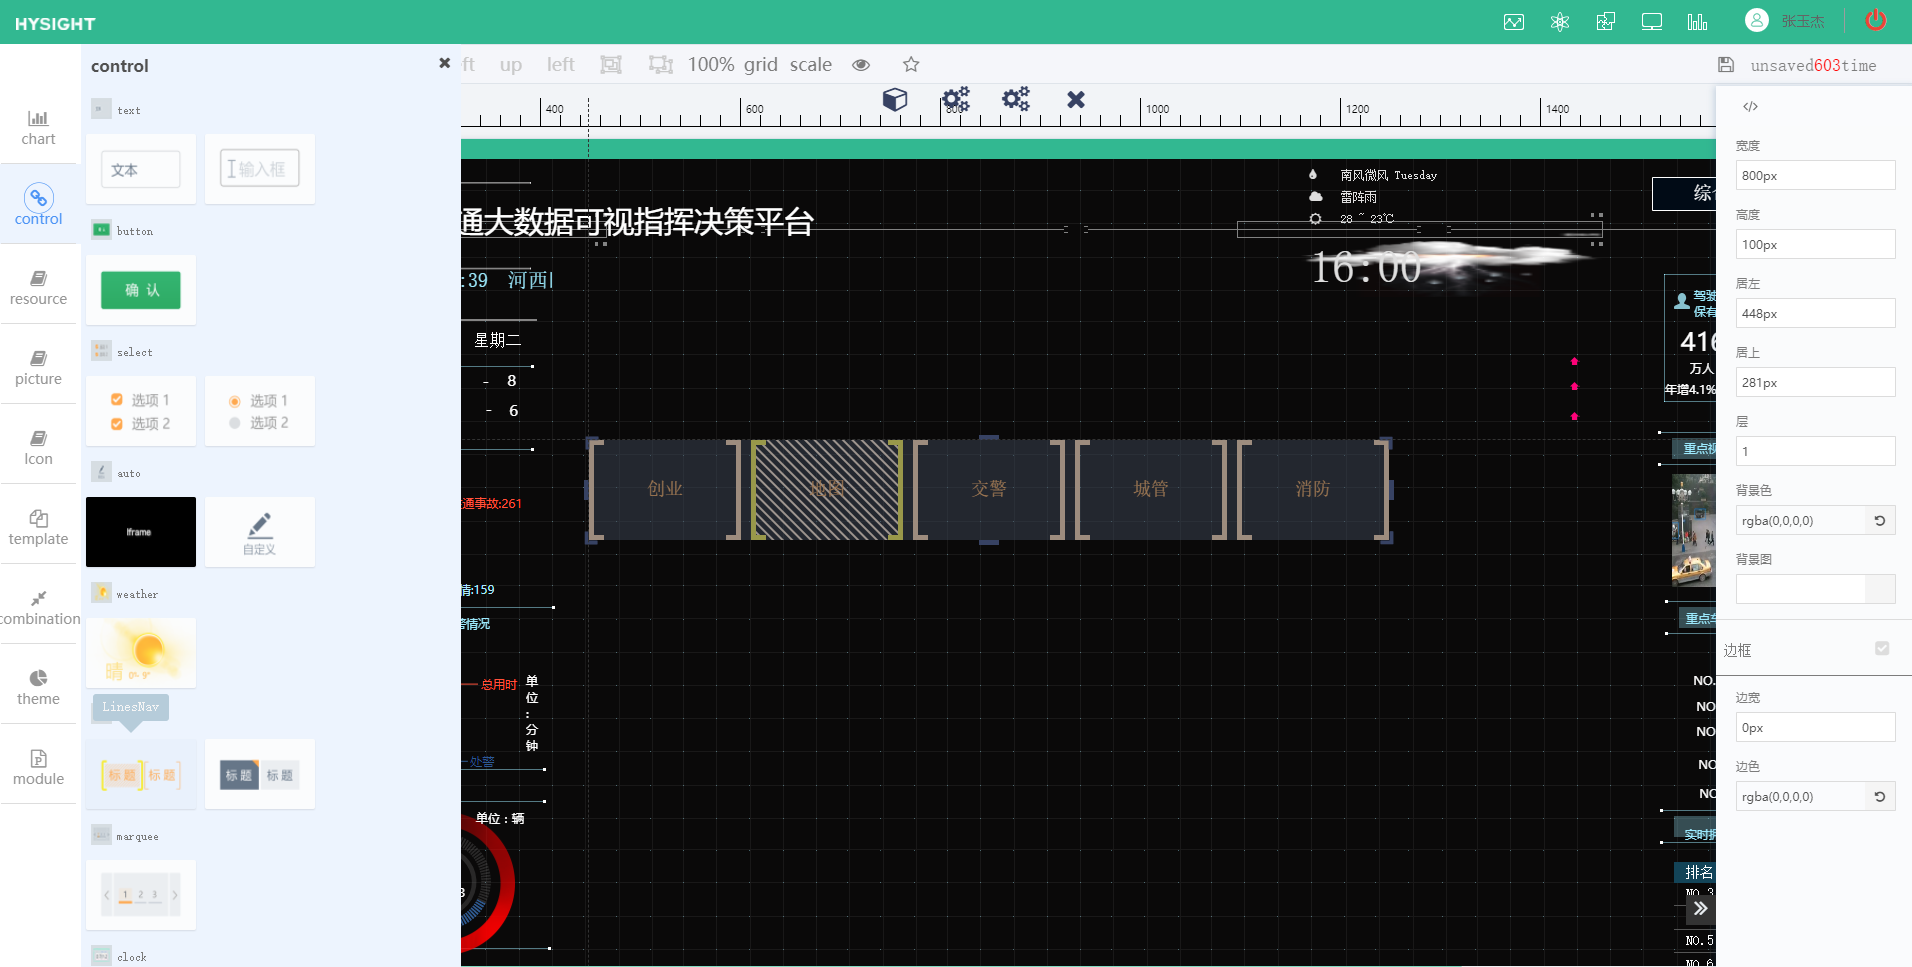 HYSIGHT
张玉杰
control
ft up left 100% grid scale
unsaved603time
chart
control
resource
picture
Icon
template
combination
theme
module
text
文本
输入框
button
确 认
select
选项 1
选项 2
选项 1
选项 2
auto
Iframe
自定义
weather
晴 0°- 9°
LinesNav
标 题 标 题
标 题 标 题
marquee
1 2 3
clock
400 600 800 1000 1200 1400
南风微风 Tuesday
雷阵雨
28 ~ 23℃
16:00
通大数据可视指挥决策平台
:39 河西
星期二
- 8
- 6
创业 地图 交警 城管 消防
通事故:261
情:159
警情况
总用时
单位:分钟
处警
单位:辆
3
综
驾驶
保有
416
万人
年增4.1%
重点视
重点车
NO.
NO
NO
NO
NO
实时拥
排名
NO.3
NO.5
NO.6
</>
宽度
800px
高度
100px
居左
448px
居上
281px
层
1
背景色
rgba(0,0,0,0)
背景图
边框
边宽
0px
边色
rgba(0,0,0,0)